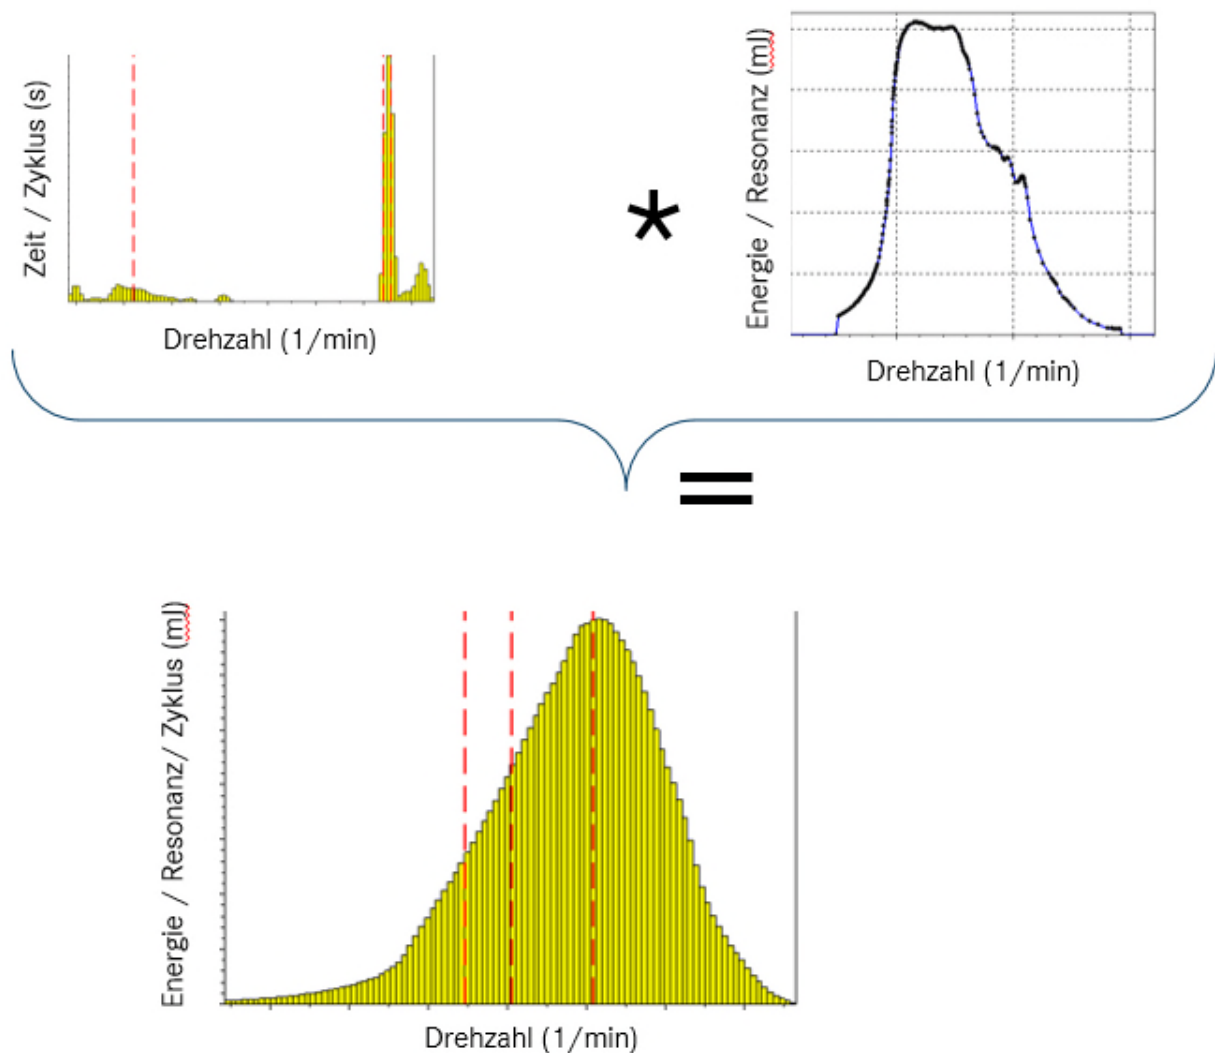 Zeit / Zyklus (s)
Drehzahl (1/min)
*
Energie / Resonanz (mJ)
Drehzahl (1/min)
=
Energie / Resonanz/ Zyklus (mJ)
Drehzahl (1/min)